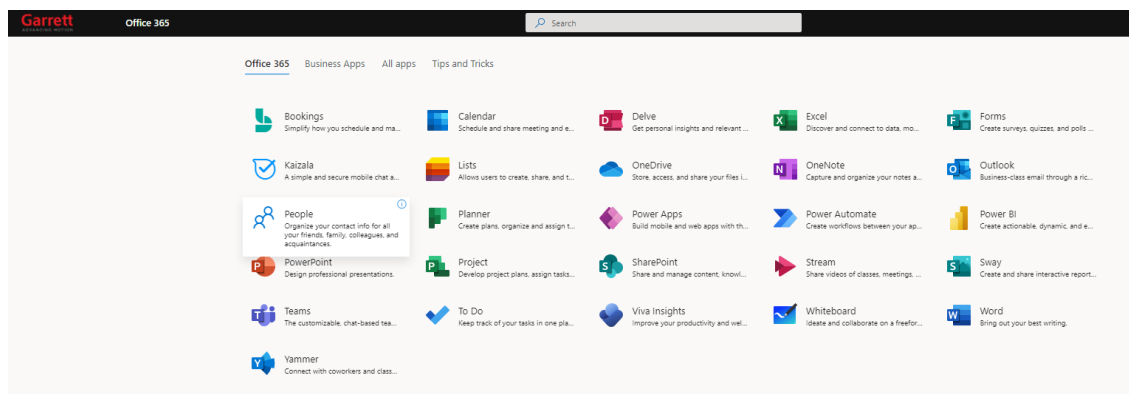 Garrett
ADVANCING MOTION
Office 365
Search
Office 365 Business Apps All apps Tips and Tricks
Bookings
Simplify how you schedule and ma...
Calendar
Schedule and share meeting and e...
Delve
Get personal insights and relevant ...
Excel
Discover and connect to data, mo...
Forms
Create surveys, quizzes, and polls ...
Kaizala
A simple and secure mobile chat a...
Lists
Allows users to create, share, and t...
OneDrive
Store, access, and share your files i...
OneNote
Capture and organize your notes a...
Outlook
Business-class email through a ric...
People
Organize your contact info for all
your friends, family, colleagues, and
acquaintances.
Planner
Create plans, organize and assign t...
Power Apps
Build mobile and web apps with th...
Power Automate
Create workflows between your ap...
Power BI
Create actionable, dynamic, and e...
PowerPoint
Design professional presentations.
Project
Develop project plans, assign tasks...
SharePoint
Share and manage content, knowl...
Stream
Share videos of classes, meetings, ...
Sway
Create and share interactive report...
Teams
The customizable, chat-based tea...
To Do
Keep track of your tasks in one pla...
Viva Insights
Improve your productivity and wel...
Whiteboard
Ideate and collaborate on a freefor...
Word
Bring out your best writing.
Yammer
Connect with coworkers and class...